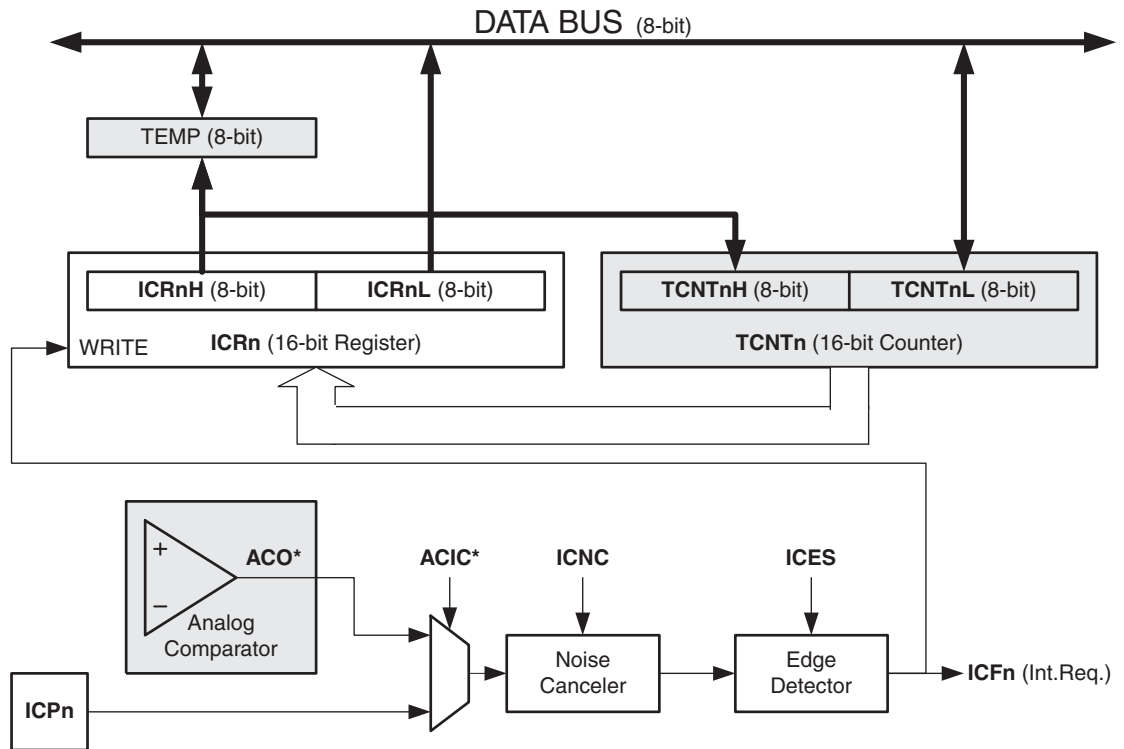 DATA BUS (8-bit)
TEMP (8-bit)
ICRnH (8-bit) ICRnL (8-bit)
TCNTnH (8-bit) TCNTnL (8-bit)
WRITE
ICRn (16-bit Register)
TCNTn (16-bit Counter)
+
−
ACO*
Analog
Comparator
ACIC*
ICNC
ICES
Noise
Canceler
Edge
Detector
ICFn (Int.Req.)
ICPn